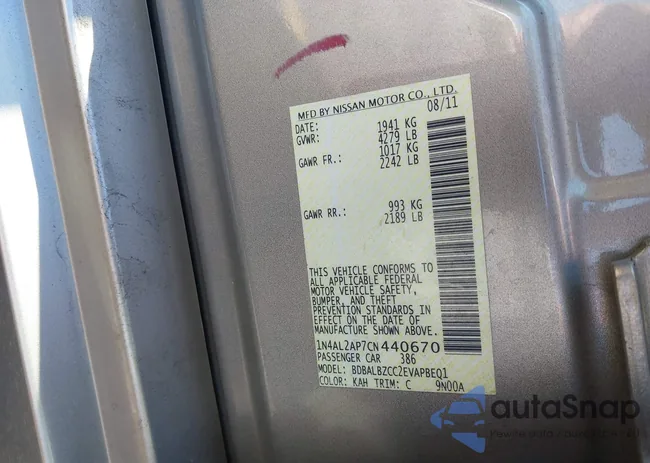 MFD BY NISSAN MOTOR CO., LTD.
DATE: 08/11
GVWR: 1941 KG
4279 LB
GAWR FR.: 1017 KG
2242 LB
GAWR RR.: 993 KG
2189 LB
THIS VEHICLE CONFORMS TO
ALL APPLICABLE FEDERAL
MOTOR VEHICLE SAFETY,
BUMPER, AND THEFT
PREVENTION STANDARDS IN
EFFECT ON THE DATE OF
MANUFACTURE SHOWN ABOVE.
1N4AL2AP7CN440670
PASSENGER CAR 386
MODEL: BDBALBZCC2EVAPBEQ1
COLOR: KAH TRIM: C 9N00A
autaSnap